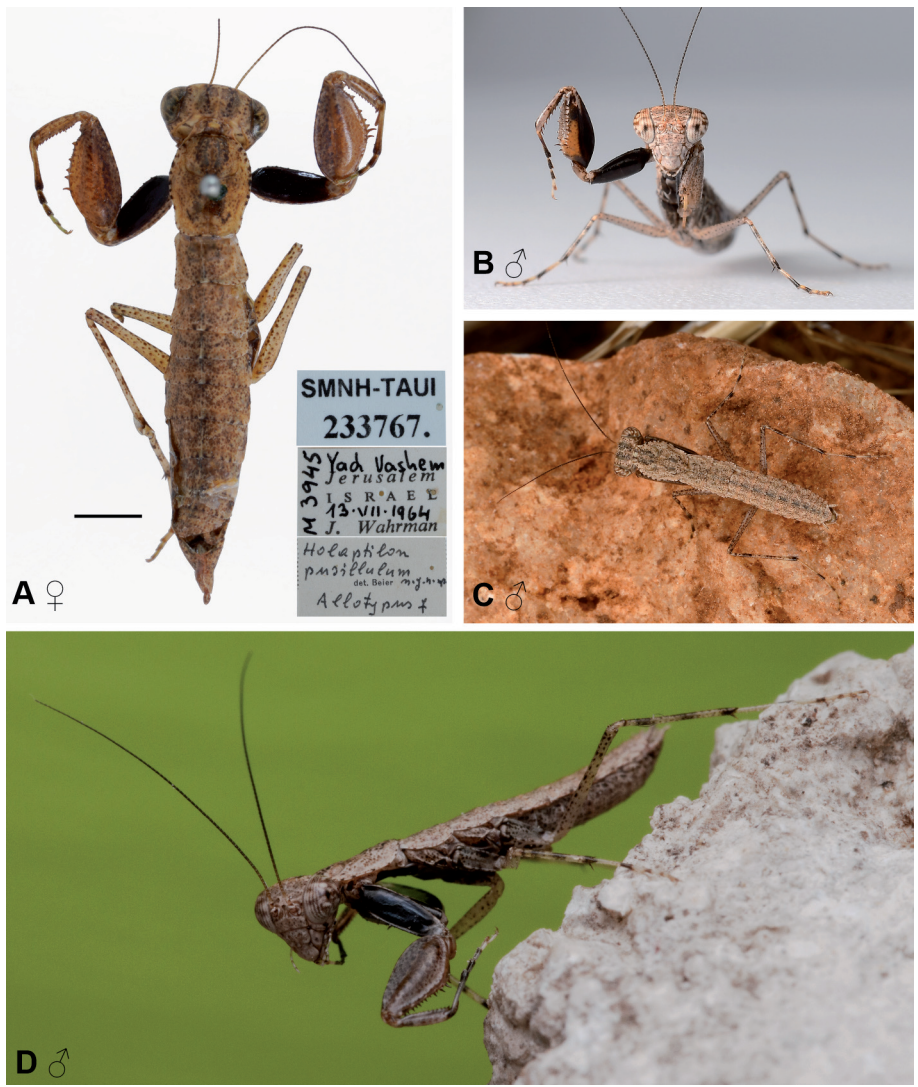 SMNH-TAUI
233767.
M 3945
Yad Vashem
Jerusalem
ISRAEL
13.VII.1964
J. Wahrman
Holaptilon
pusillulum
det. Beier
Allotypus ♀
A ♀
B ♂
C ♂
D ♂